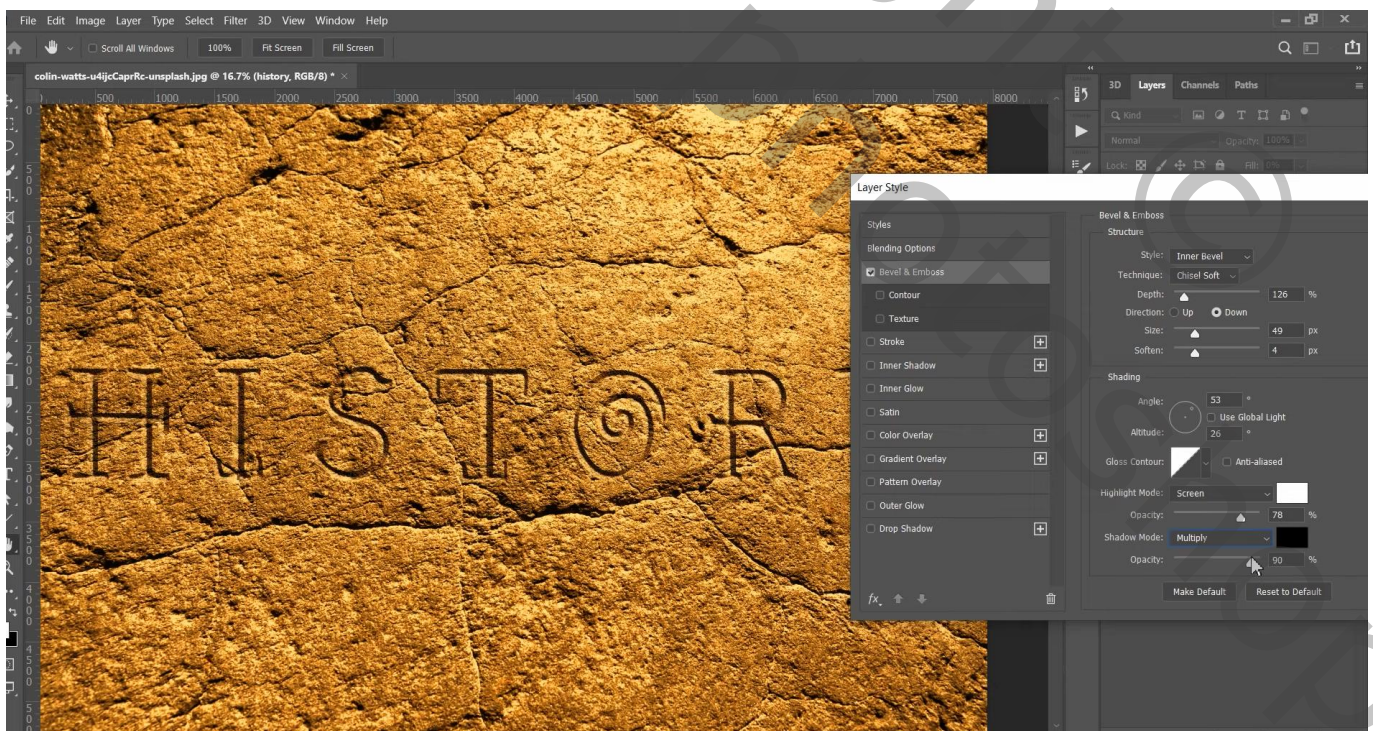 File Edit Image Layer Type Select Filter 3D View Window Help
Scroll All Windows 100% Fit Screen Fill Screen
colin-watts-u4ijcCaprRc-unsplash.jpg @ 16.7% (history, RGB/8) * ×
0 500 1000 1500 2000 2500 3000 3500 4000 4500 5000 5500 6000 6500 7000 7500 8000
3D Layers Channels Paths
Kind
Normal Opacity: 100%
Lock: Fill: 0%
HISTOR
Layer Style
Styles
Blending Options
Bevel & Emboss
Contour
Texture
Stroke
Inner Shadow
Inner Glow
Satin
Color Overlay
Gradient Overlay
Pattern Overlay
Outer Glow
Drop Shadow
fx
Bevel & Emboss
Structure
Style: Inner Bevel
Technique: Chisel Soft
Depth: 126 %
Direction: Up Down
Size: 49 px
Soften: 4 px
Shading
Angle: 53 °
Use Global Light
Altitude: 26 °
Gloss Contour: Anti-aliased
Highlight Mode: Screen
Opacity: 78 %
Shadow Mode: Multiply
Opacity: 90 %
Make Default Reset to Default